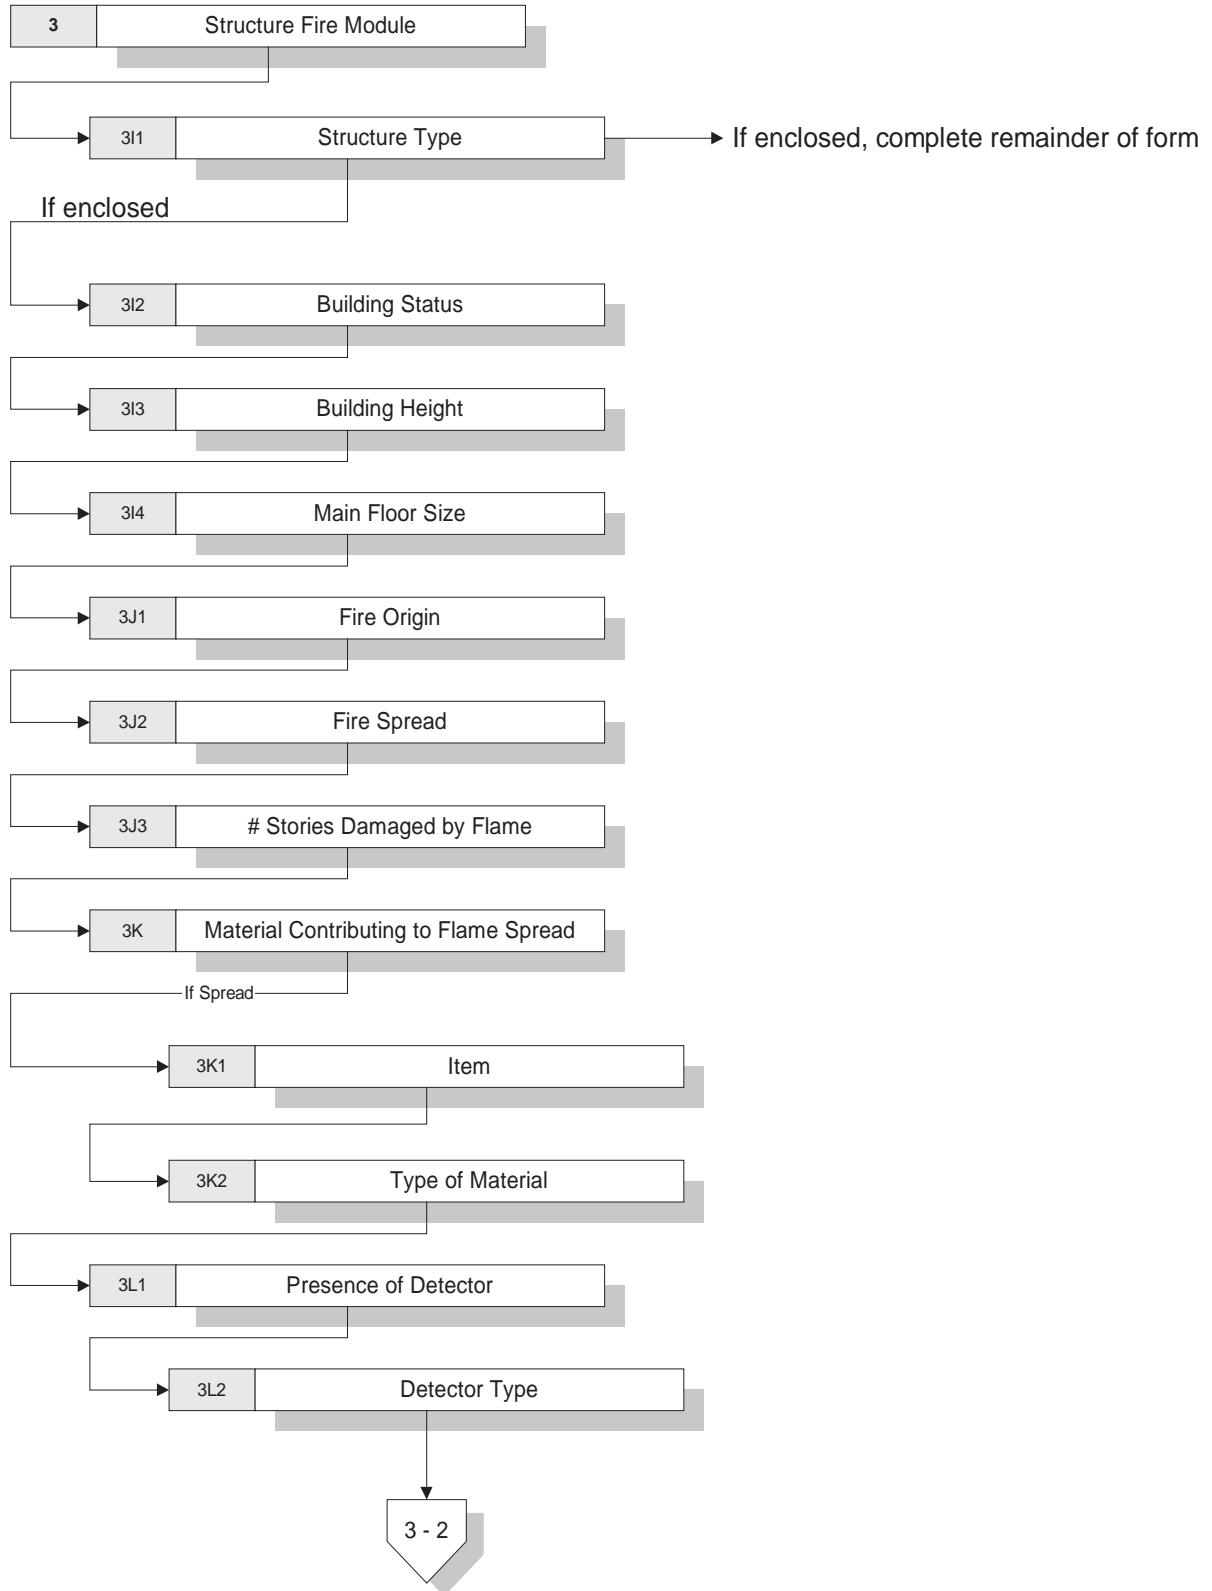 3 Structure Fire Module
3I1 Structure Type If enclosed, complete remainder of form
If enclosed
3I2 Building Status
3I3 Building Height
3I4 Main Floor Size
3J1 Fire Origin
3J2 Fire Spread
3J3 # Stories Damaged by Flame
3K Material Contributing to Flame Spread
If Spread
3K1 Item
3K2 Type of Material
3L1 Presence of Detector
3L2 Detector Type
3 - 2